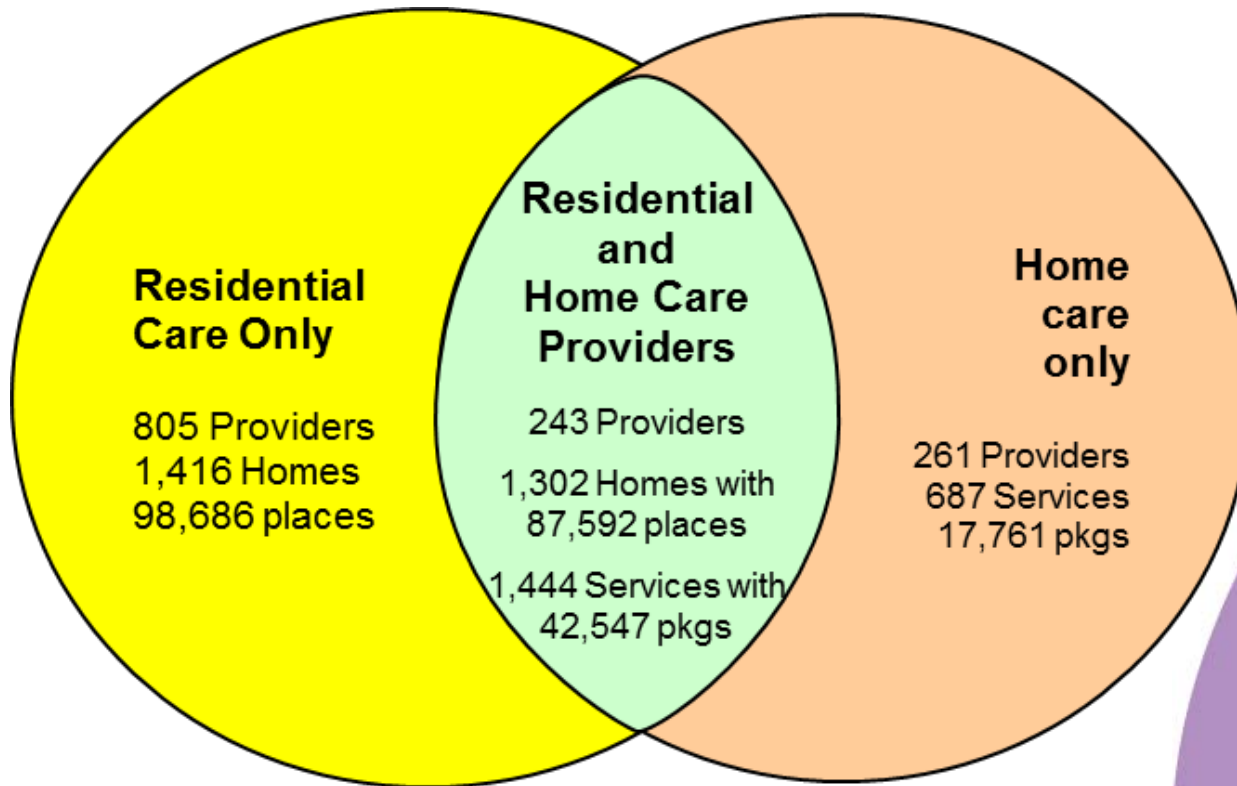 Residential
Care Only
805 Providers
1,416 Homes
98,686 places
Residential
and
Home Care
Providers
243 Providers
1,302 Homes with
87,592 places
1,444 Services with
42,547 pkgs
Home
care
only
261 Providers
687 Services
17,761 pkgs